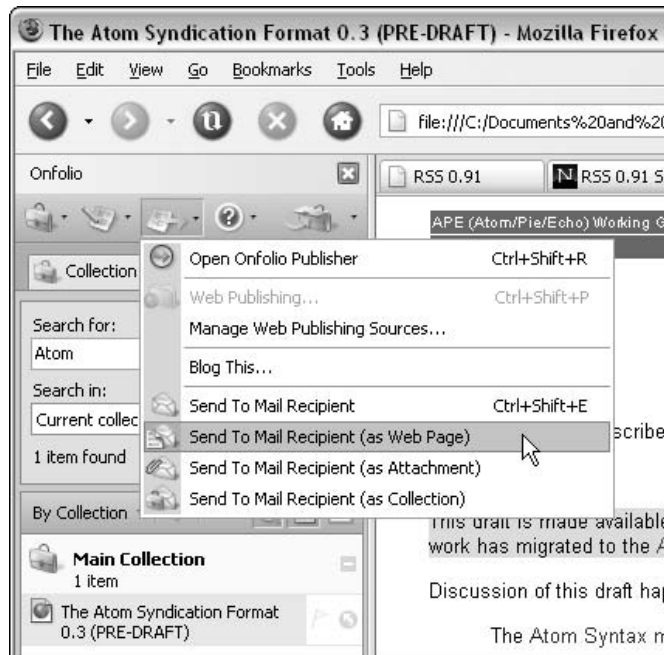 The Atom Syndication Format 0.3 (PRE-DRAFT) - Mozilla Firefox
File Edit View Go Bookmarks Tools Help
file:///C:/Documents%20and%20
Onfolio
RSS 0.91
N RSS 0.91 S
APE (Atom/Pie/Echo) Working G
Collection
Open Onfolio Publisher Ctrl+Shift+R
Web Publishing... Ctrl+Shift+P
Manage Web Publishing Sources...
Blog This...
Send To Mail Recipient Ctrl+Shift+E
Send To Mail Recipient (as Web Page)
Send To Mail Recipient (as Attachment)
Send To Mail Recipient (as Collection)
Search for:
Atom
Search in:
Current collec
1 item found
scribe
By Collection
This draft is made available
work has migrated to the A
Main Collection
1 item
Discussion of this draft hap
The Atom Syndication Format
0.3 (PRE-DRAFT)
The Atom Syntax m